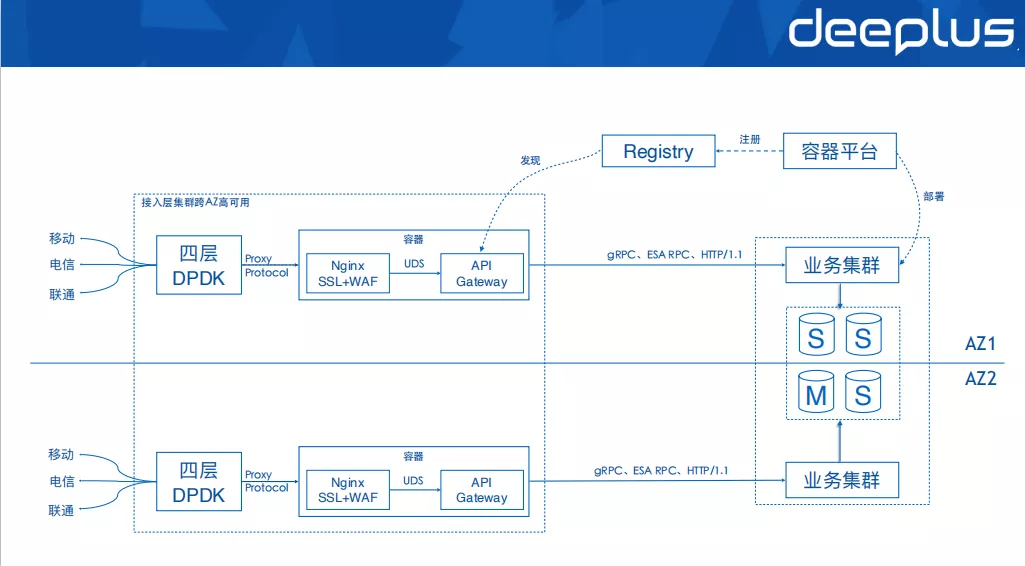 deeplus
Registry
注册
容器平台
发现
部署
接入层集群跨AZ高可用
移动
电信
联通
四层
DPDK
Proxy
Protocol
容器
Nginx
SSL+WAF
UDS
API
Gateway
gRPC、ESA RPC、HTTP/1.1
业务集群
S
S
AZ1
AZ2
M
S
移动
电信
联通
四层
DPDK
Proxy
Protocol
容器
Nginx
SSL+WAF
UDS
API
Gateway
gRPC、ESA RPC、HTTP/1.1
业务集群